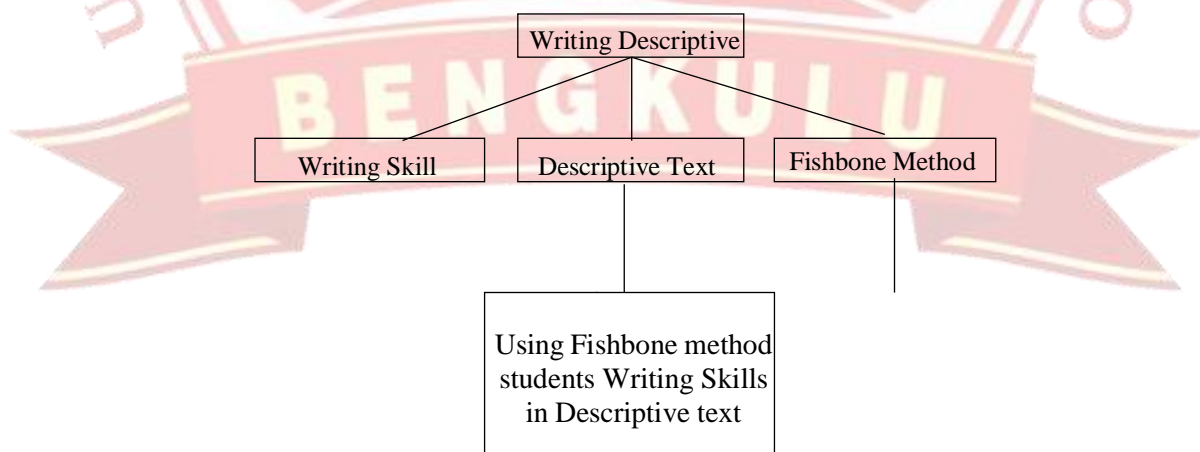 Writing Descriptive
BENGKULU
Writing Skill
Descriptive Text
Fishbone Method
Using Fishbone method
students Writing Skills
in Descriptive text